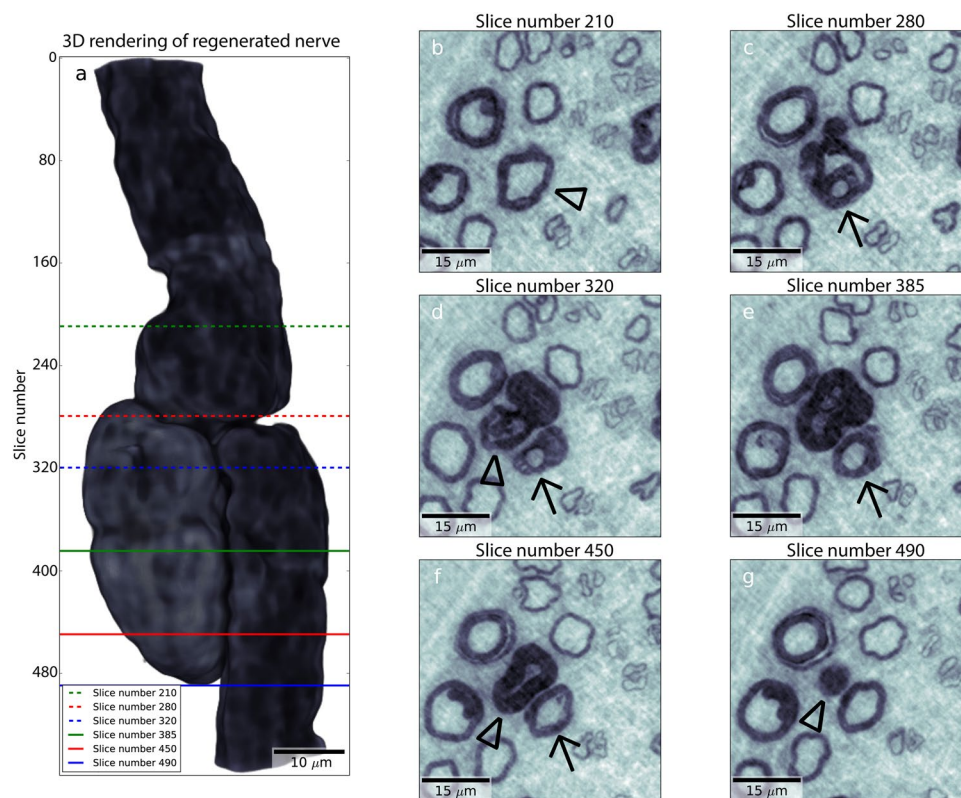 3D rendering of regenerated nerve
a
Slice number
0
80
160
240
320
400
480
Slice number 210
Slice number 280
Slice number 320
Slice number 385
Slice number 450
Slice number 490
10 μm
Slice number 210
b
15 μm
Slice number 280
c
15 μm
Slice number 320
d
15 μm
Slice number 385
e
15 μm
Slice number 450
f
15 μm
Slice number 490
g
15 μm